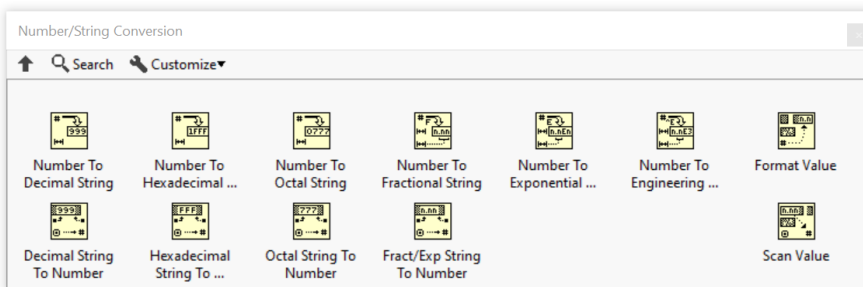 Number/String Conversion
Search Customize▾
# 999
# 1FFF
# 0777
# F n.nn
# E n.nEn
# ~E n.nE3
n.n #
Number To
Decimal String
Number To
Hexadecimal ...
Number To
Octal String
Number To
Fractional String
Number To
Exponential ...
Number To
Engineering ...
Format Value
999 #
FFF #
777 #
n.nn #
n.n #
Decimal String
To Number
Hexadecimal
String To ...
Octal String To
Number
Fract/Exp String
To Number
Scan Value